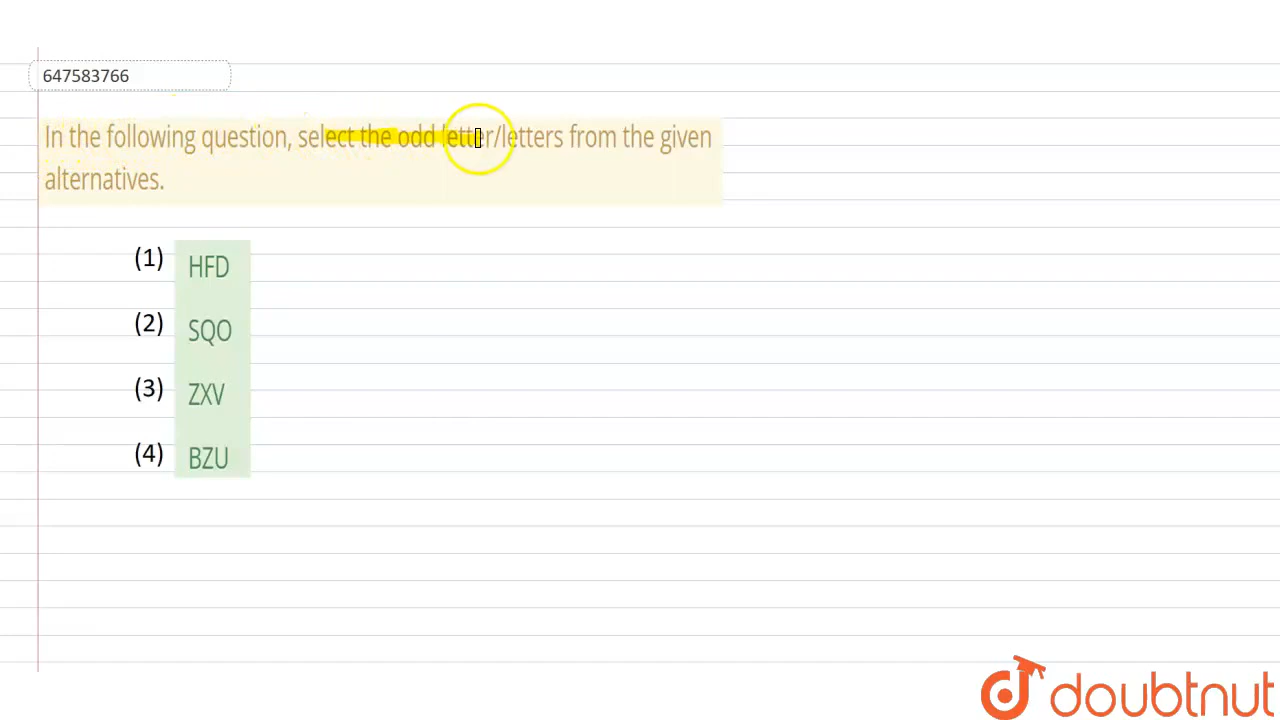 647583766
In the following question, select the odd letter/letters from the given
alternatives.
(1) HFD
(2) SQO
(3) ZXV
(4) BZU
doubtnut